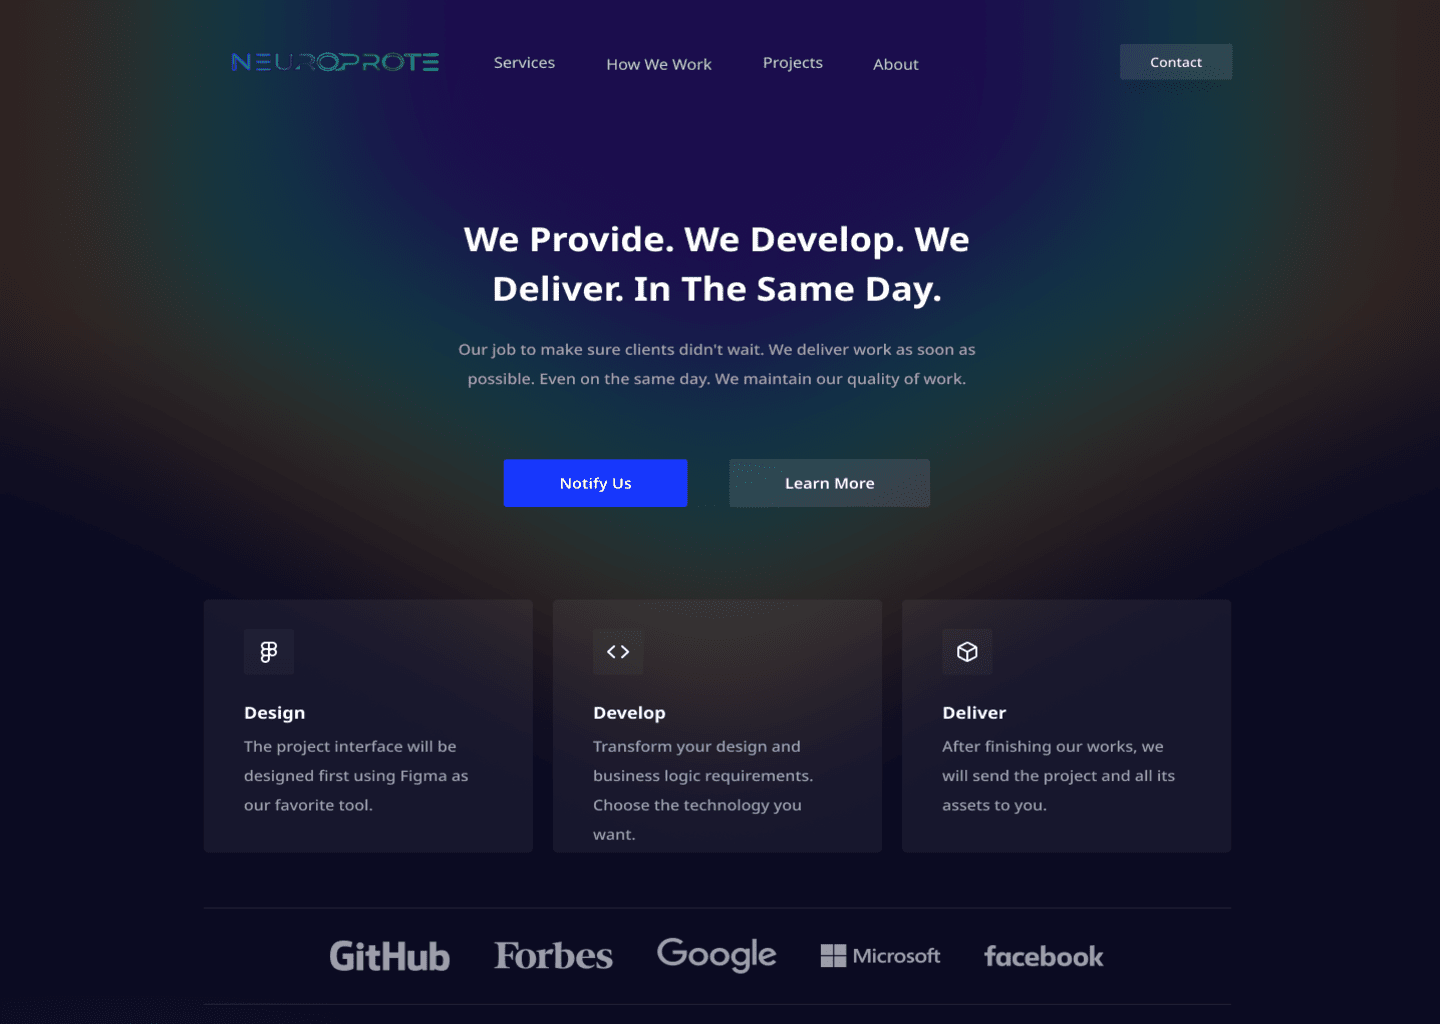 NEUROPROTE
Services
How We Work
Projects
About
Contact
We Provide. We Develop. We
Deliver. In The Same Day.
Our job to make sure clients didn't wait. We deliver work as soon as
possible. Even on the same day. We maintain our quality of work.
Notify Us
Learn More
Design
The project interface will be
designed first using Figma as
our favorite tool.
Develop
Transform your design and
business logic requirements.
Choose the technology you
want.
Deliver
After finishing our works, we
will send the project and all its
assets to you.
GitHub
Forbes
Google
Microsoft
facebook